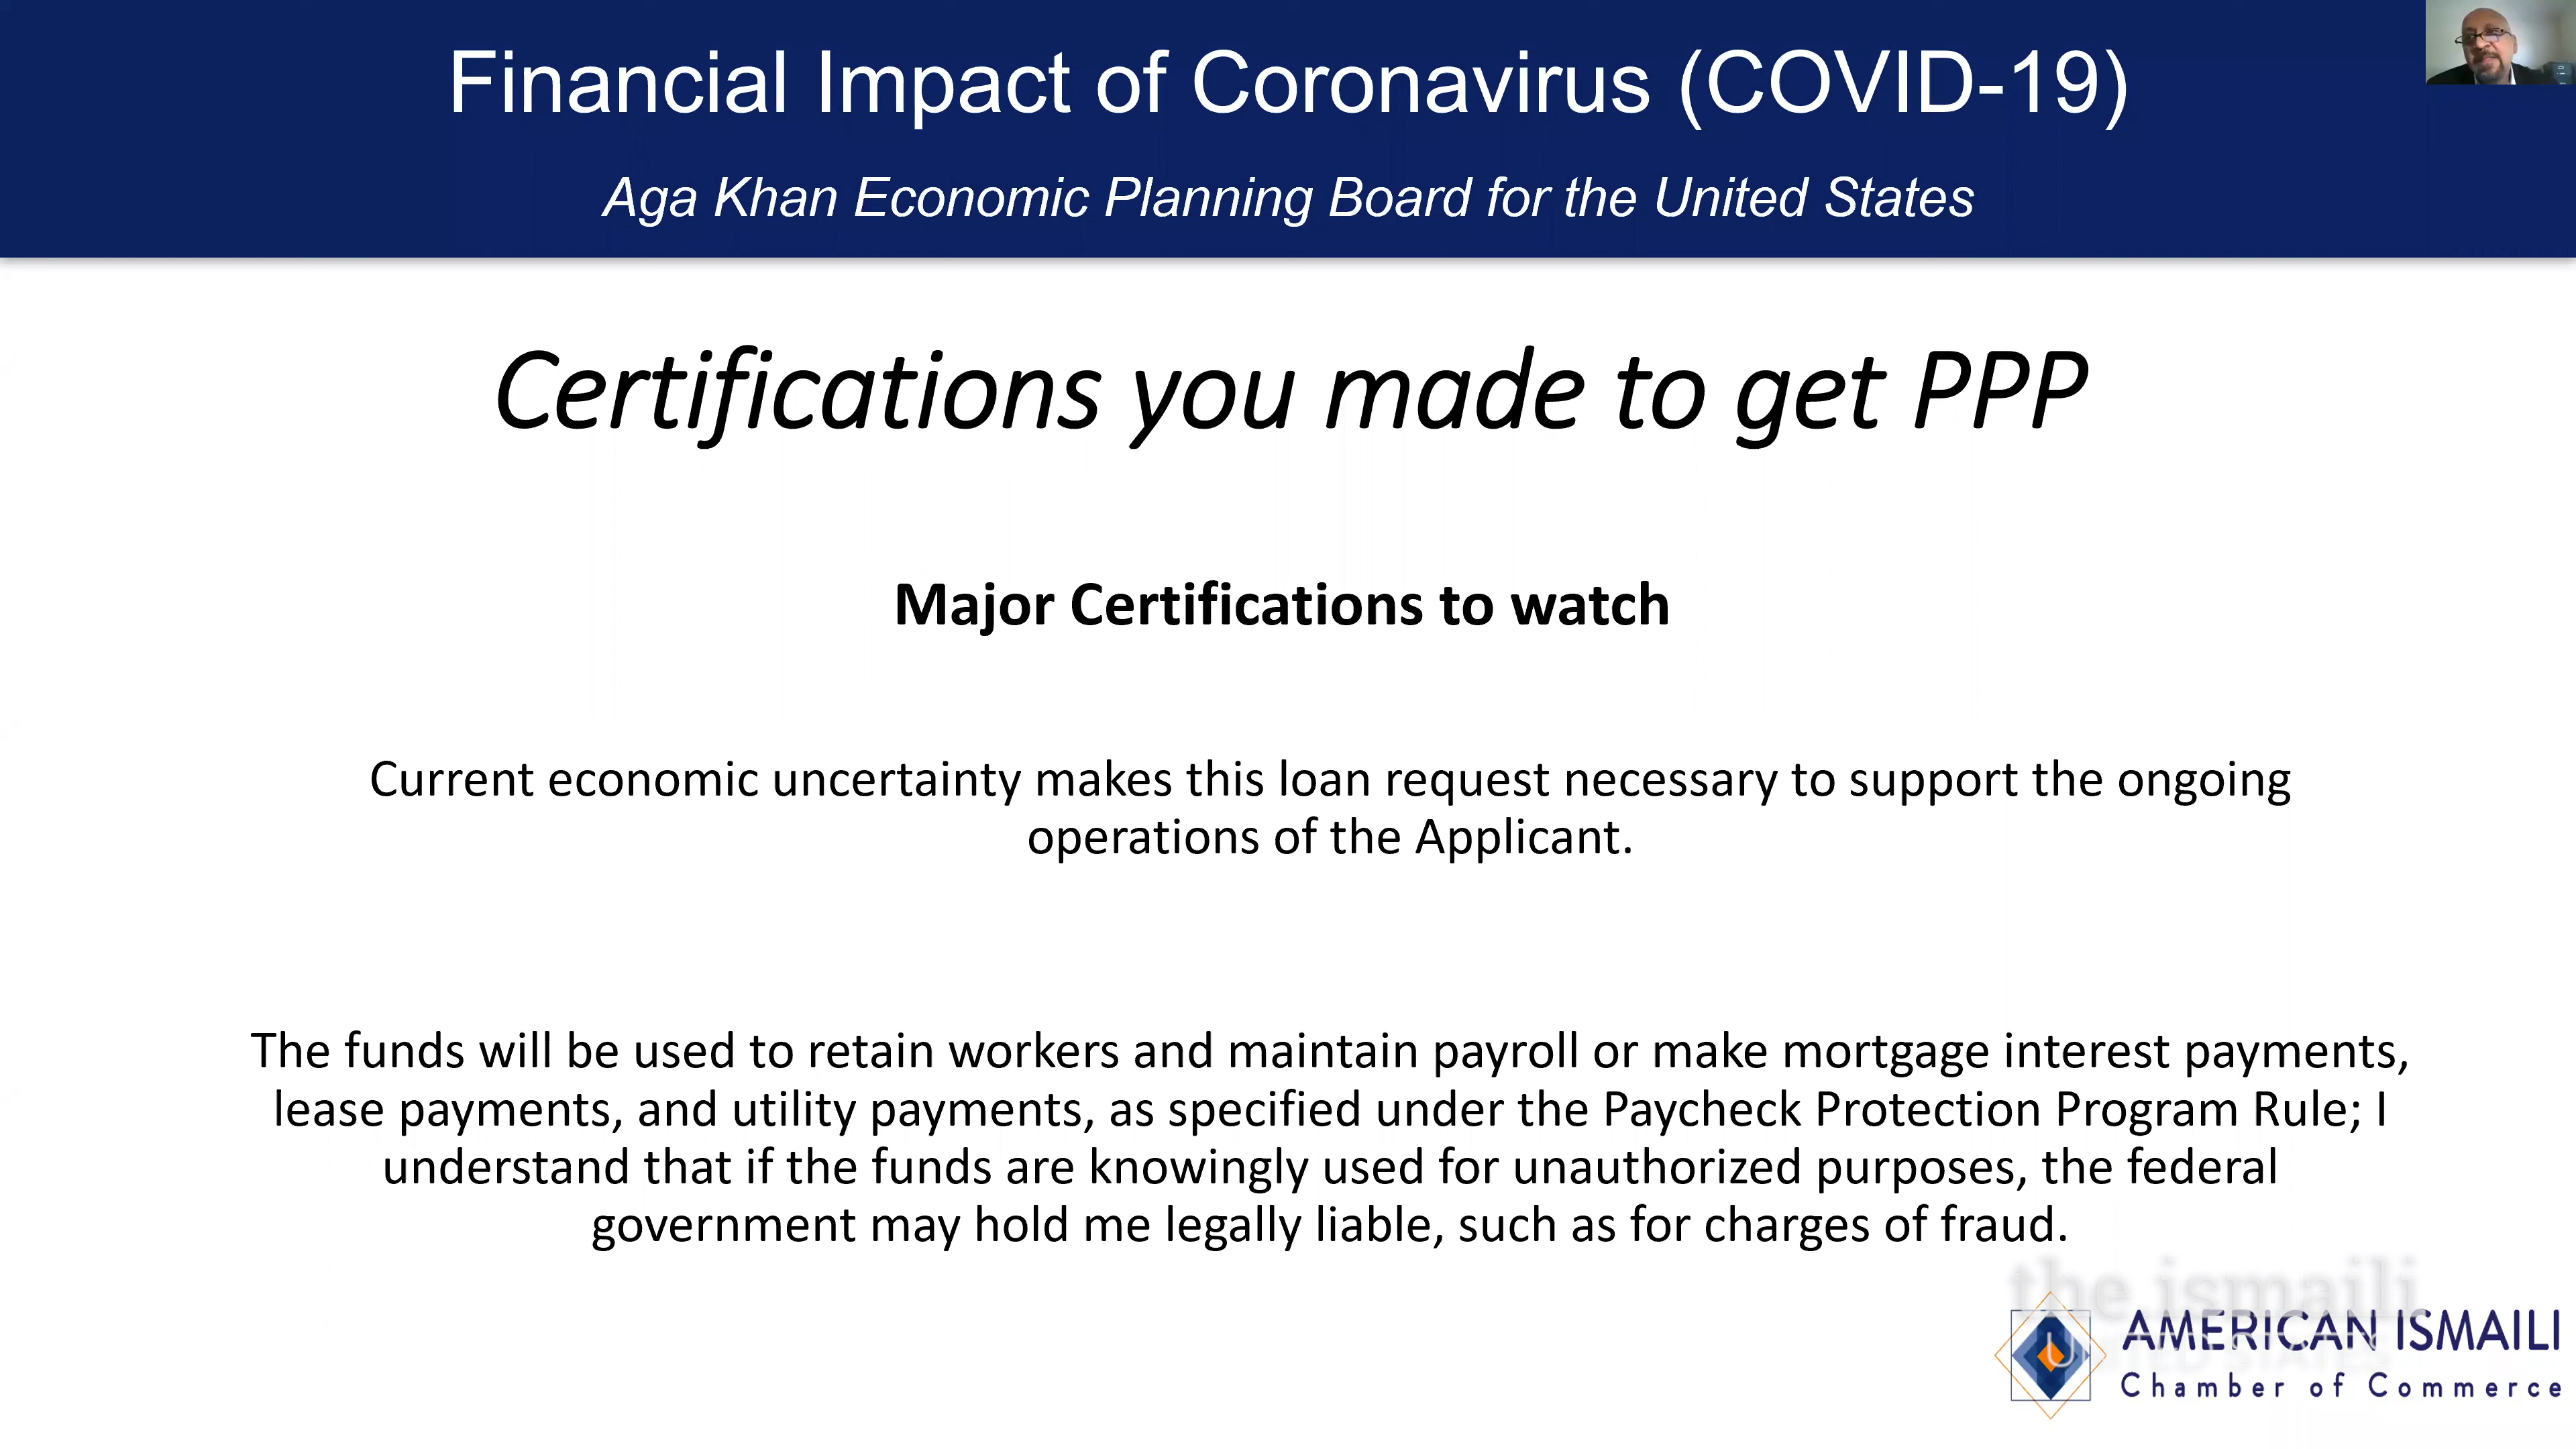 Financial Impact of Coronavirus (COVID-19)
Aga Khan Economic Planning Board for the United States
Certifications you made to get PPP
Major Certifications to watch
Current economic uncertainty makes this loan request necessary to support the ongoing
operations of the Applicant.
The funds will be used to retain workers and maintain payroll or make mortgage interest payments,
lease payments, and utility payments, as specified under the Paycheck Protection Program Rule; I
understand that if the funds are knowingly used for unauthorized purposes, the federal
government may hold me legally liable, such as for charges of fraud.
the ismaili
AMERICAN ISMAILI
Chamber of Commerce